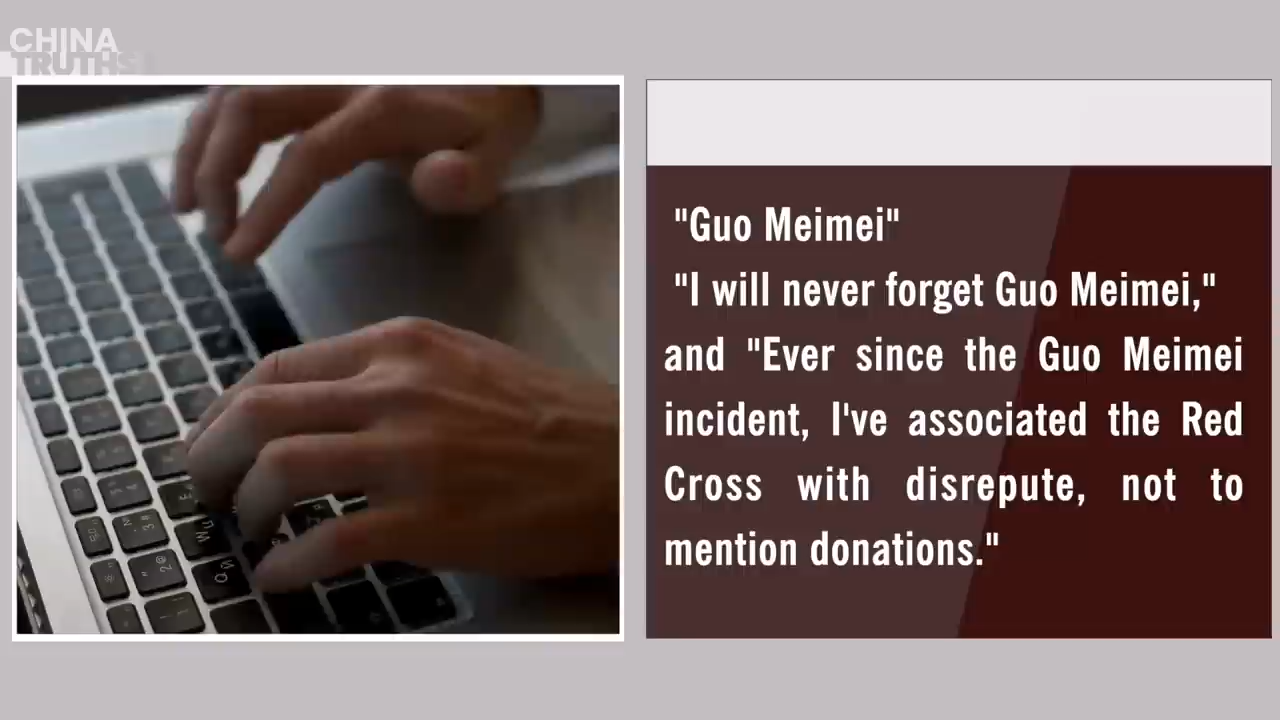 CHINA
TRUTHS
"Guo Meimei"
"I will never forget Guo Meimei,"
and "Ever since the Guo Meimei
incident, I've associated the Red
Cross with disrepute, not to
mention donations."